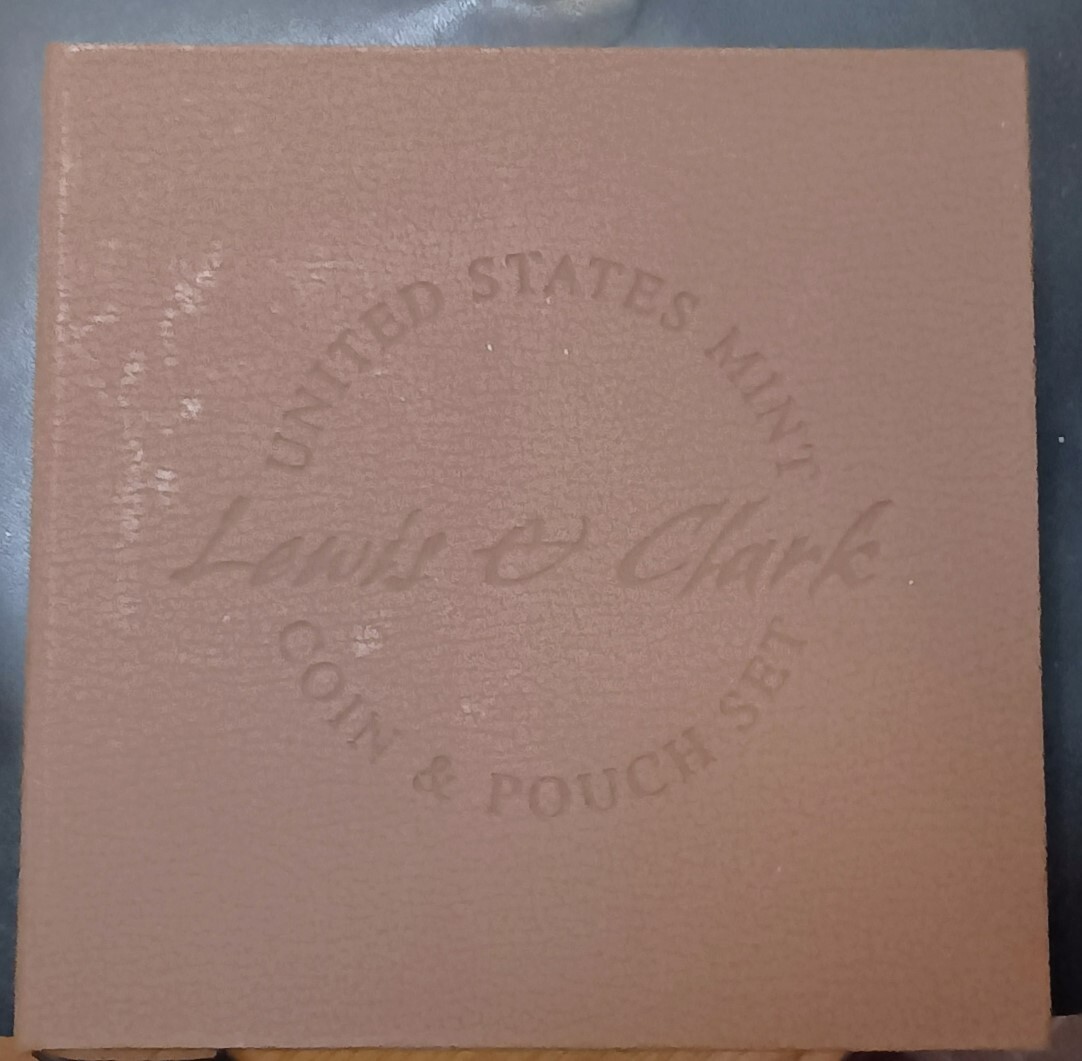 UNITED STATES MINT
Lewis & Clark
COIN & POUCH SET